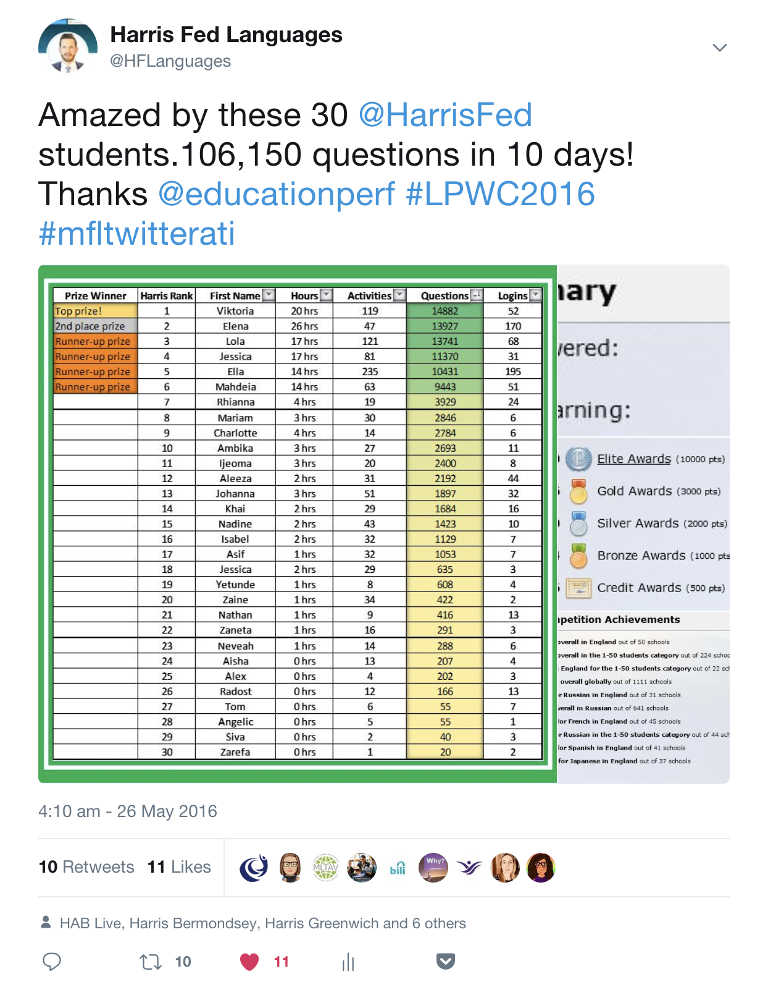 Harris Fed Languages
@HFLanguages
Amazed by these 30 @HarrisFed
students.106,150 questions in 10 days!
Thanks @educationperf #LPWC2016
#mfltwitterati
Prize Winner Harris Rank First Name Hours Activities Questions Logins
Top prize! 1 Viktoria 20 hrs 119 14882 52
2nd place prize 2 Elena 26 hrs 47 13927 170
Runner-up prize 3 Lola 17 hrs 121 13741 68
Runner-up prize 4 Jessica 17 hrs 81 11370 31
Runner-up prize 5 Ella 14 hrs 235 10431 195
Runner-up prize 6 Mahdeia 14 hrs 63 9443 51
7 Rhianna 4 hrs 19 3929 24
8 Mariam 3 hrs 30 2846 6
9 Charlotte 4 hrs 14 2784 6
10 Ambika 3 hrs 27 2693 11
11 Ijeoma 3 hrs 20 2400 8
12 Aleeza 2 hrs 31 2192 44
13 Johanna 3 hrs 51 1897 32
14 Khai 2 hrs 29 1684 16
15 Nadine 2 hrs 43 1423 10
16 Isabel 2 hrs 32 1129 7
17 Asif 1 hrs 32 1053 7
18 Jessica 2 hrs 29 635 3
19 Yetunde 1 hrs 8 608 4
20 Zaine 1 hrs 34 422 2
21 Nathan 1 hrs 9 416 13
22 Zaneta 1 hrs 16 291 3
23 Neveah 1 hrs 14 288 6
24 Aisha 0 hrs 13 207 4
25 Alex 0 hrs 4 202 3
26 Radost 0 hrs 12 166 13
27 Tom 0 hrs 6 55 7
28 Angelic 0 hrs 5 55 1
29 Siva 0 hrs 2 40 3
30 Zarefa 0 hrs 1 20 2
ary
ered:
arning:
Elite Awards (10000 pts)
Gold Awards (3000 pts)
Silver Awards (2000 pts)
Bronze Awards (1000 pts
Credit Awards (500 pts)
petition Achievements
overall in England out of 50 schools
overall in the 1-50 students category out of 224 schoo
England for the 1-50 students category out of 22 sch
overall globally out of 1111 schools
r Russian in England out of 31 schools
verall in Russian out of 641 schools
for French in England out of 45 schools
r Russian in the 1-50 students category out of 44 sch
for Spanish in England out of 41 schools
for Japanese in England out of 37 schools
4:10 am - 26 May 2016
10 Retweets 11 Likes
MLTAV
bili
Why?
HAB Live, Harris Bermondsey, Harris Greenwich and 6 others
10 11